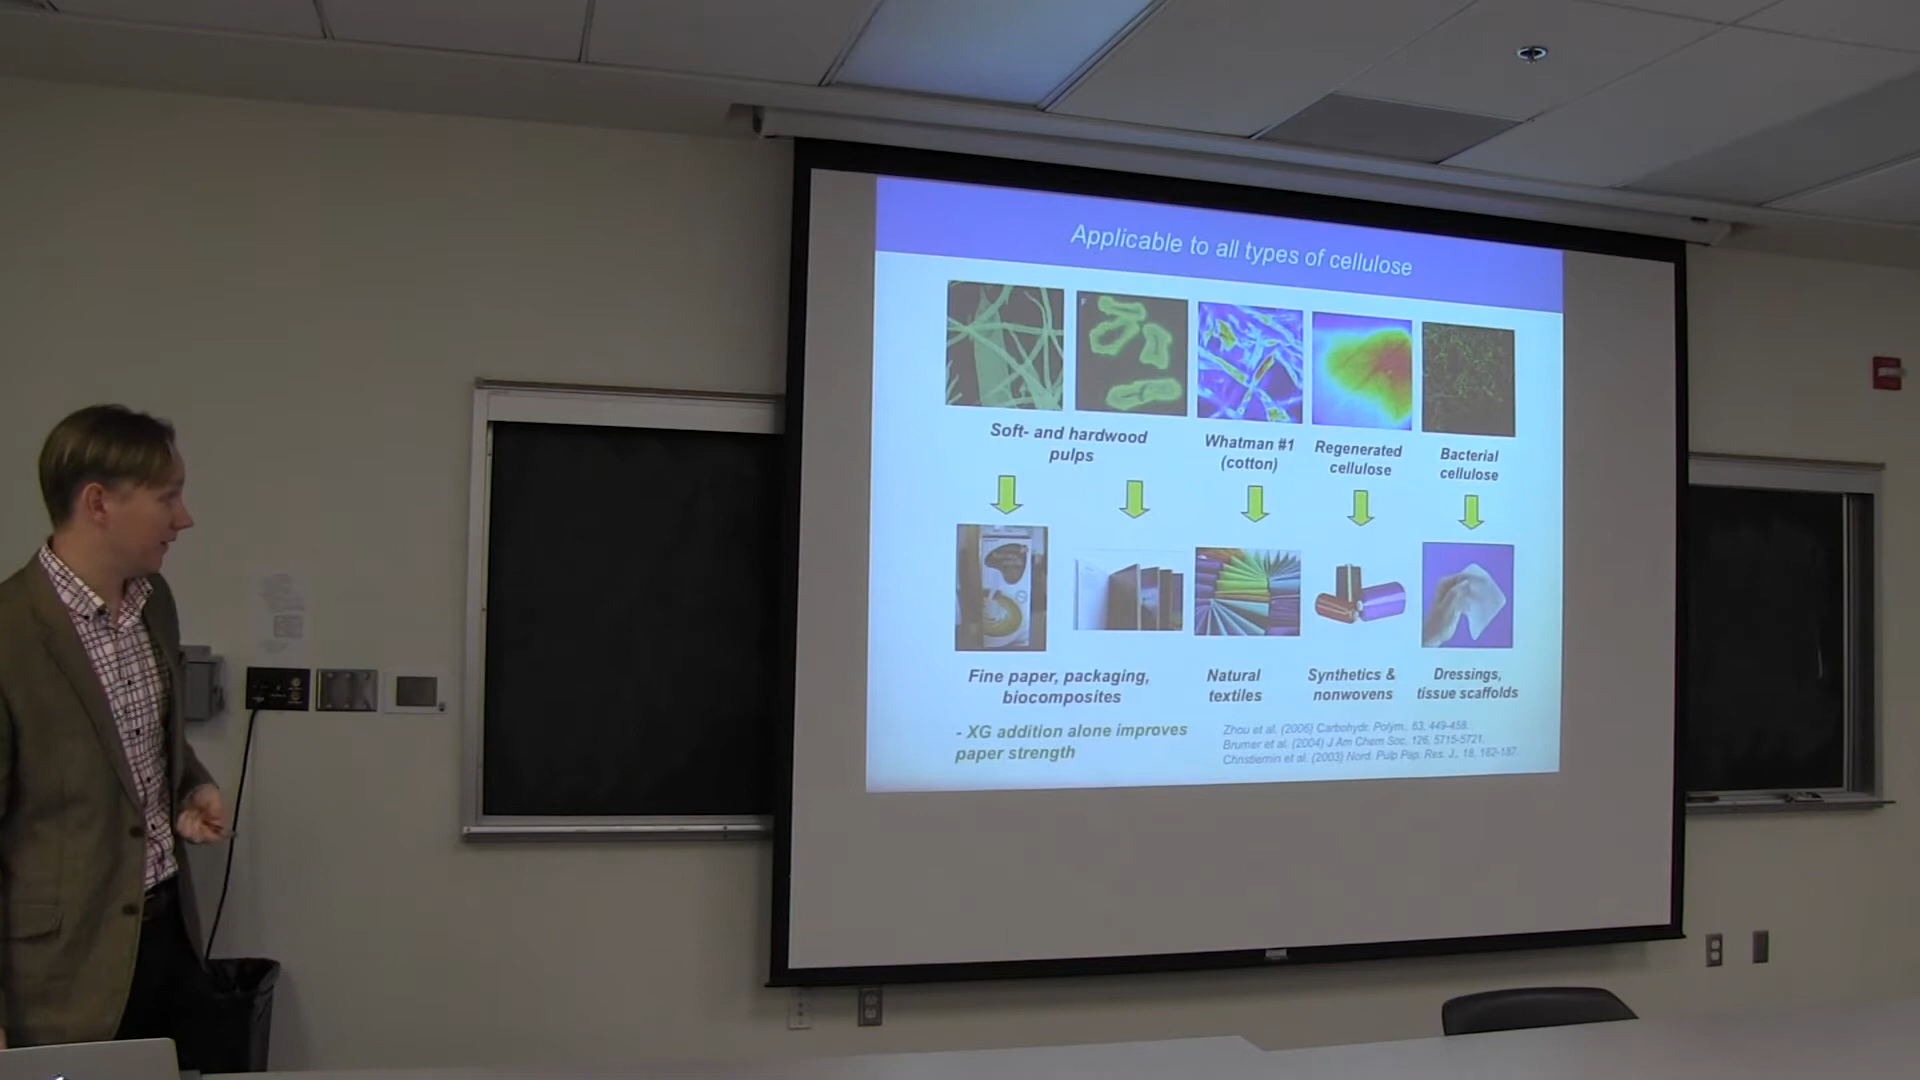 Applicable to all types of cellulose
Soft- and hardwood
pulps
Whatman #1
(cotton)
Regenerated
cellulose
Bacterial
cellulose
Fine paper, packaging,
biocomposites
Natural
textiles
Synthetics &
nonwovens
Dressings,
tissue scaffolds
- XG addition alone improves
paper strength
Zhou et al. (2006) Carbohydr. Polym., 63, 449-458.
Brumer et al. (2004) J Am Chem Soc, 126, 5715-5721.
Christiernin et al. (2003) Nord. Pulp Pap. Res. J., 18, 182-187.